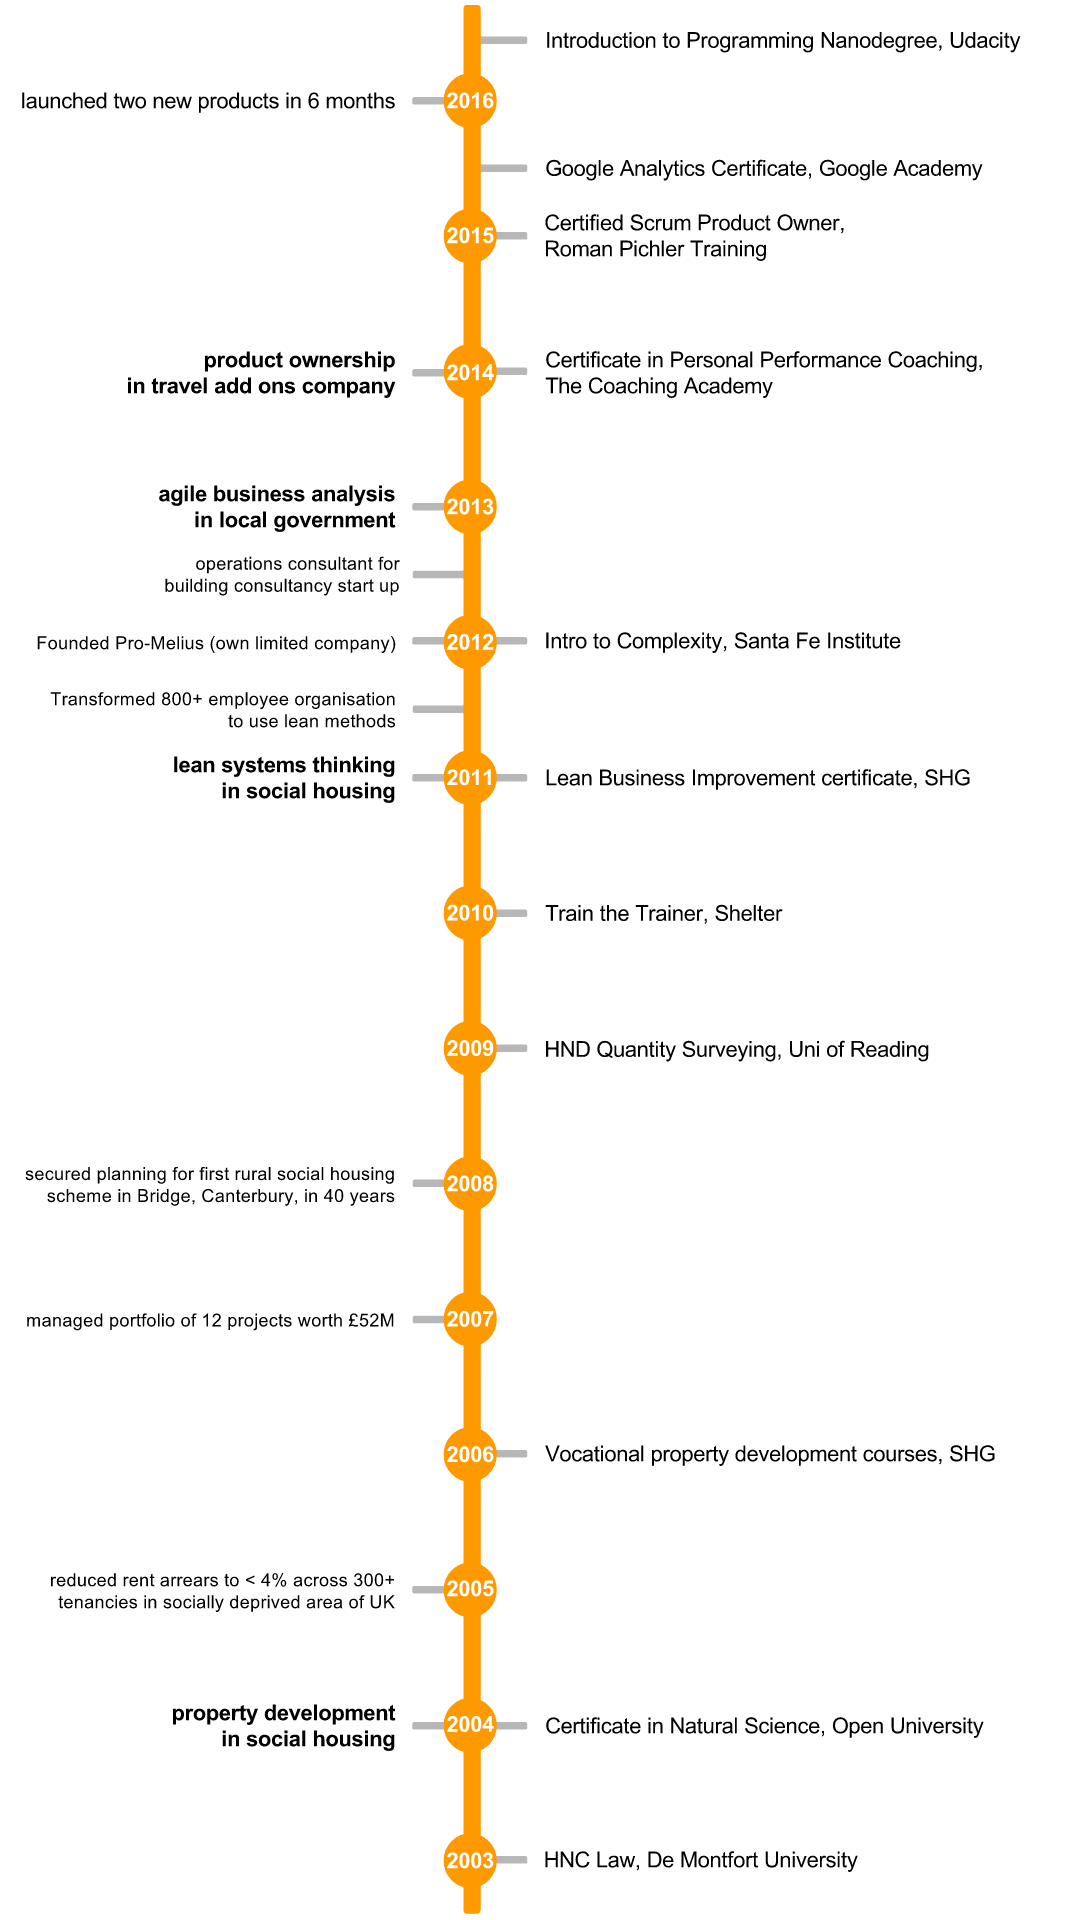 Introduction to Programming Nanodegree, Udacity
launched two new products in 6 months
2016
Google Analytics Certificate, Google Academy
2015
Certified Scrum Product Owner,
Roman Pichler Training
product ownership
in travel add ons company
2014
Certificate in Personal Performance Coaching,
The Coaching Academy
agile business analysis
in local government
2013
operations consultant for
building consultancy start up
Founded Pro-Melius (own limited company)
2012
Intro to Complexity, Santa Fe Institute
Transformed 800+ employee organisation
to use lean methods
lean systems thinking
in social housing
2011
Lean Business Improvement certificate, SHG
2010
Train the Trainer, Shelter
2009
HND Quantity Surveying, Uni of Reading
secured planning for first rural social housing
scheme in Bridge, Canterbury, in 40 years
2008
managed portfolio of 12 projects worth £52M
2007
2006
Vocational property development courses, SHG
reduced rent arrears to < 4% across 300+
tenancies in socially deprived area of UK
2005
property development
in social housing
2004
Certificate in Natural Science, Open University
2003
HNC Law, De Montfort University